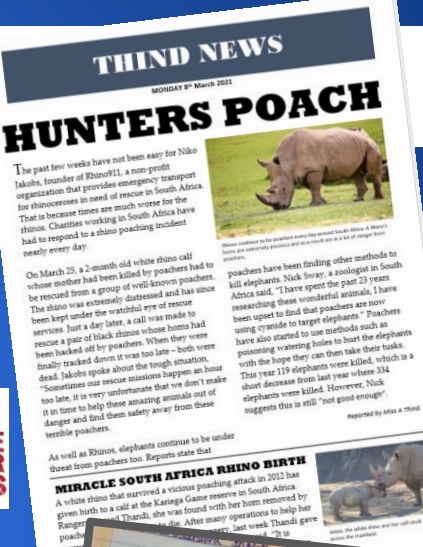 THIND NEWS
MONDAY 8th March 2021
HUNTERS POACH
The past few weeks have not been easy for Niko
Jakobs, founder of Rhino911, a non-profit
organization that provides emergency transport
for rhinoceroses in need of rescue in South Africa.
That is because times are much worse for the
rhinos. Charities working in South Africa have
had to respond to a rhino poaching incident
nearly every day.
On March 25, a 2-month old white rhino calf
whose mother had been killed by poachers had to
be rescued from a group of well-known poachers.
The rhino was extremely distressed and has since
been kept under the watchful eye of rescue
services. Just a day later, a call was made to
rescue a pair of black rhinos whose horns had
been hacked off by poachers. When they were
finally tracked down it was too late – both were
dead. Jakobs spoke about the tough situation,
"Sometimes our rescue missions happen an hour
too late, it is very unfortunate that we don't make
it in time to help these amazing animals out of
danger and find them safety away from these
terrible poachers.
As well as Rhinos, elephants continue to be under
threat from poachers too. Reports state that
Rhinos continue to be poached every day around South Africa. A Rhino's
horns are extremely precious and as a result are in a lot of danger from
poachers.
poachers have been finding other methods to
kill elephants. Nick Sway, a zoologist in South
Africa said, "I have spent the past 23 years
researching these wonderful animals, I have
been upset to find that poachers are now
using cyanide to target elephants." Poachers
have also started to use methods such as
poisoning watering holes to hurt the elephants
with the hope they can then take their tusks.
This year 119 elephants were killed, which is a
short decrease from last year where 334
elephants were killed. However, Nick
suggests this is still "not good enough".
Reported by Miss A Thind.
MIRACLE SOUTH AFRICA RHINO BIRTH
A white rhino that survived a vicious poaching attack in 2012 has
given birth to a calf at the Kariega Game reserve in South Africa.
Rangers Thandi, she was found with her horn removed by
poache to die. After many operations to help her
last week Thandi gave
"It is
the white rhino and her calf stroll
across the